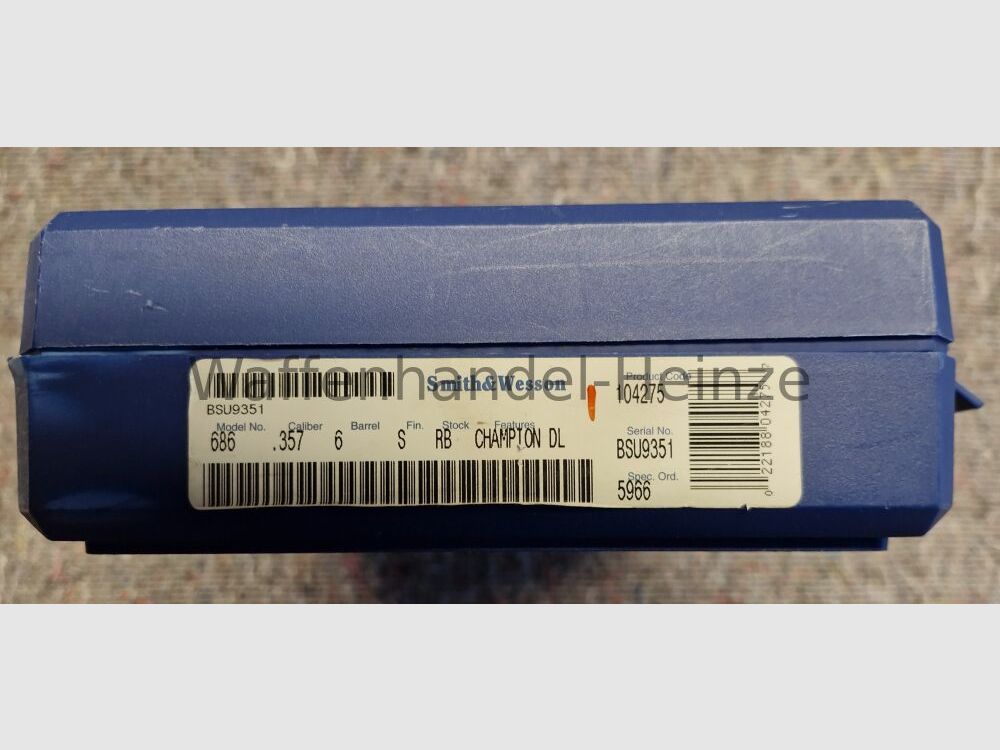 Waffenhandel-Heinze
Smith&Wesson
Product Code
104275
BSU9351
Model No. Caliber Barrel Fin. Stock Features
686 .357 6 S RB CHAMPION DL
Serial No.
BSU9351
Spec. Ord.
5966